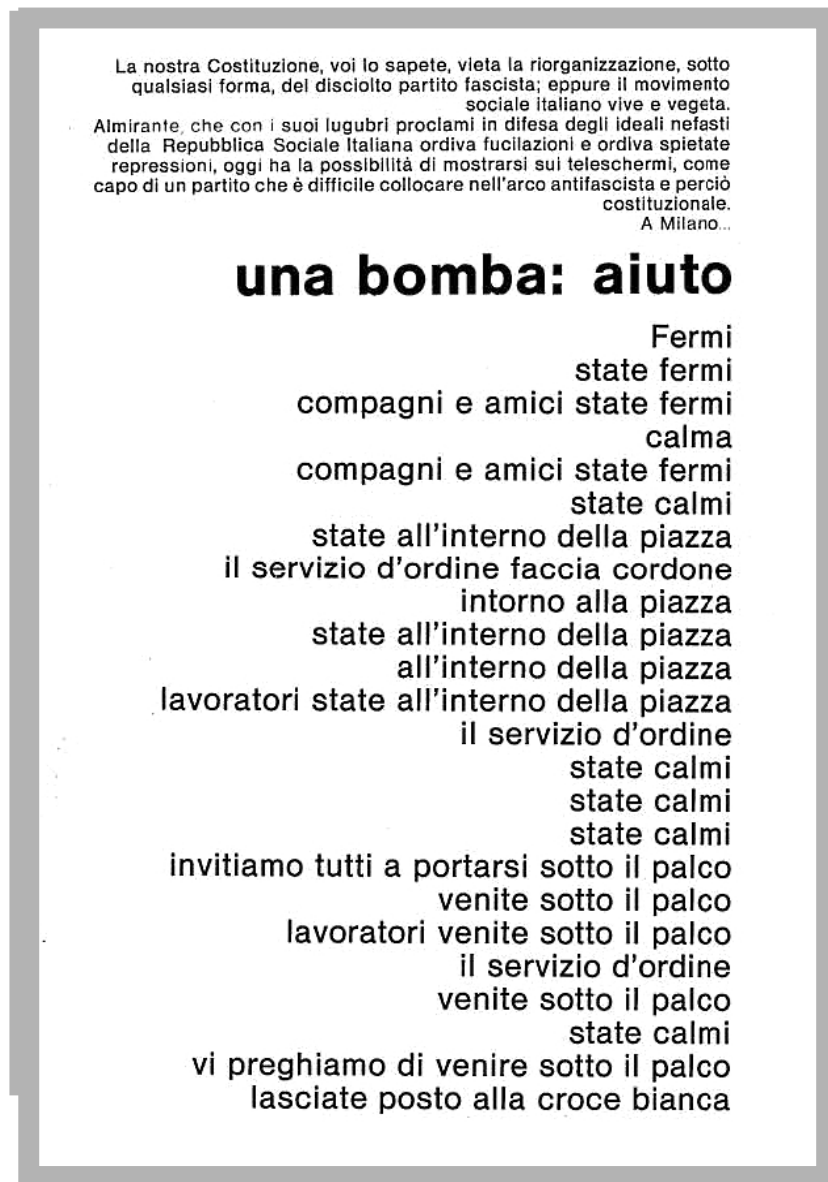 La nostra Costituzione, voi lo sapete, vieta la riorganizzazione, sotto
qualsiasi forma, del disciolto partito fascista; eppure il movimento
sociale italiano vive e vegeta.
Almirante, che con i suoi lugubri proclami in difesa degli ideali nefasti
della Repubblica Sociale Italiana ordiva fucilazioni e ordiva spietate
repressioni, oggi ha la possibilità di mostrarsi sui teleschermi, come
capo di un partito che è difficile collocare nell'arco antifascista e perciò
costituzionale.
A Milano...
una bomba: aiuto
Fermi
state fermi
compagni e amici state fermi
calma
compagni e amici state fermi
state calmi
state all'interno della piazza
il servizio d'ordine faccia cordone
intorno alla piazza
state all'interno della piazza
all'interno della piazza
lavoratori state all'interno della piazza
il servizio d'ordine
state calmi
state calmi
state calmi
invitiamo tutti a portarsi sotto il palco
venite sotto il palco
lavoratori venite sotto il palco
il servizio d'ordine
venite sotto il palco
state calmi
vi preghiamo di venire sotto il palco
lasciate posto alla croce bianca